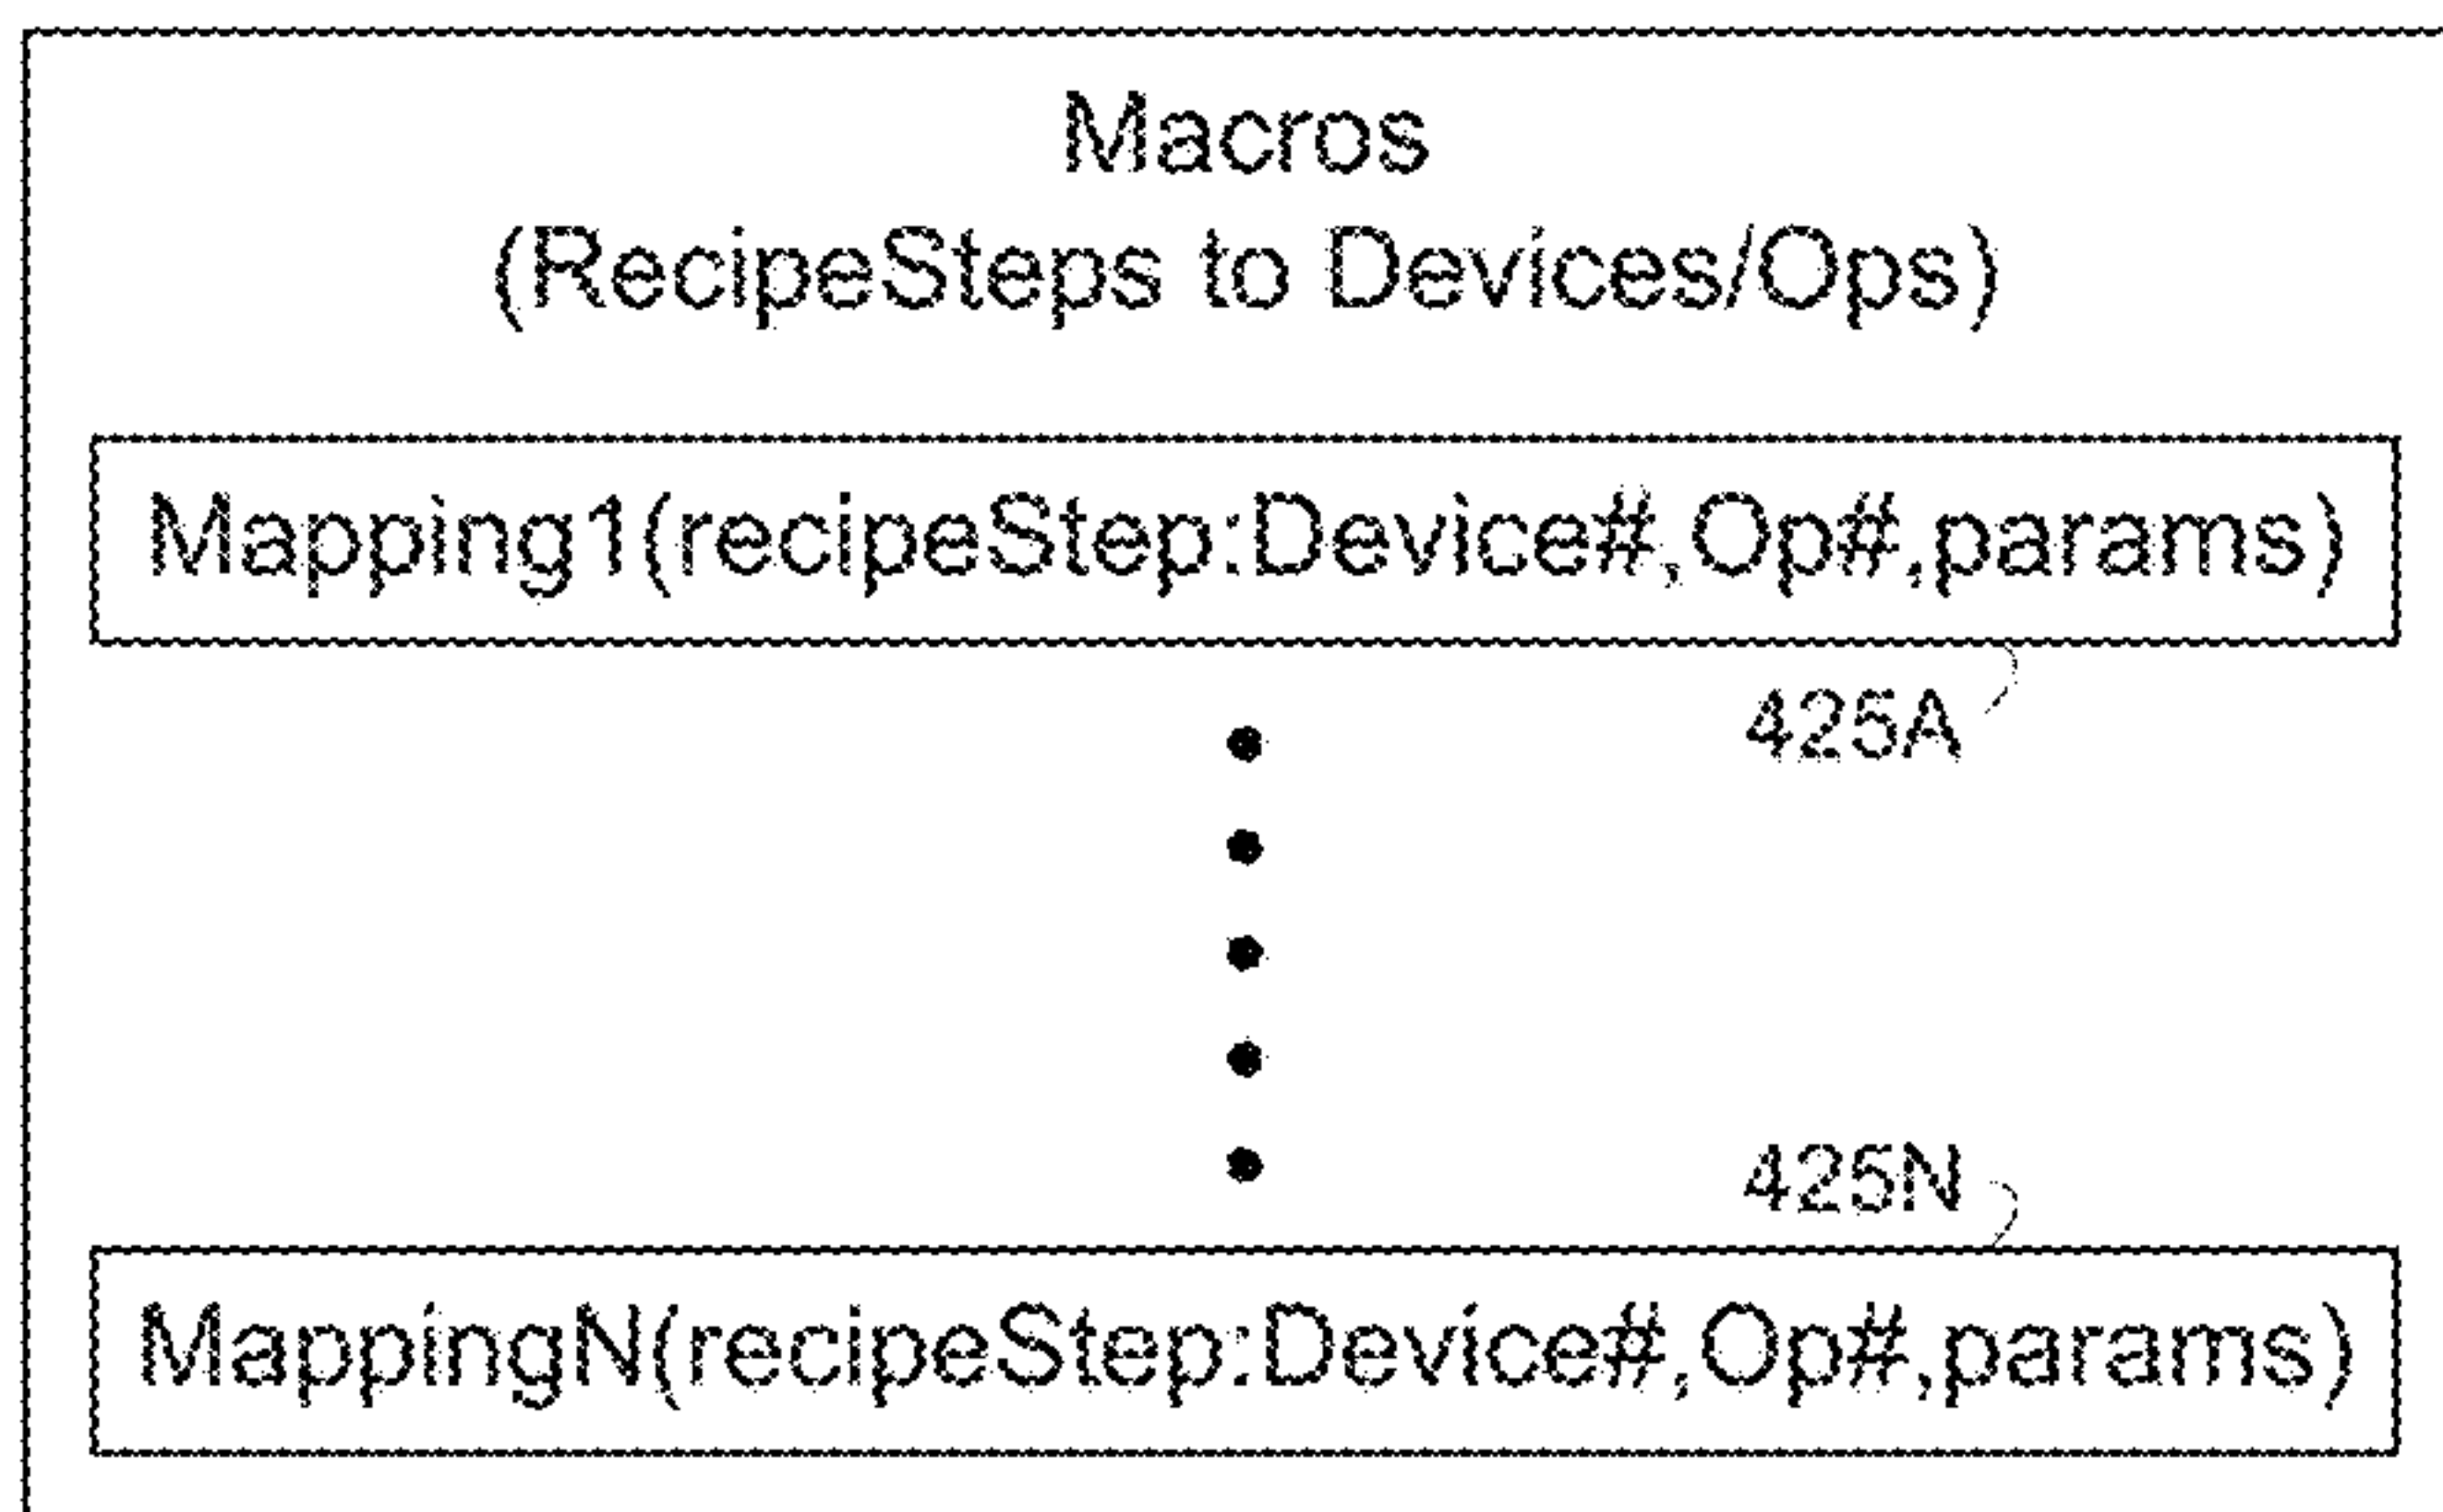 Macros
(RecipeSteps to Devices/Ops)
Mapping1(recipeStep:Device#,Op#,params)
425A
425N
MappingN(recipeStep:Device#,Op#,params)